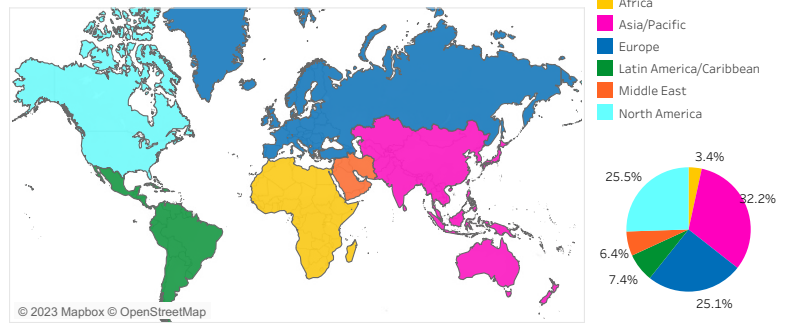 Africa
Asia/Pacific
Europe
Latin America/Caribbean
Middle East
North America
3.4%
25.5%
32.2%
6.4%
7.4%
25.1%
© 2023 Mapbox © OpenStreetMap